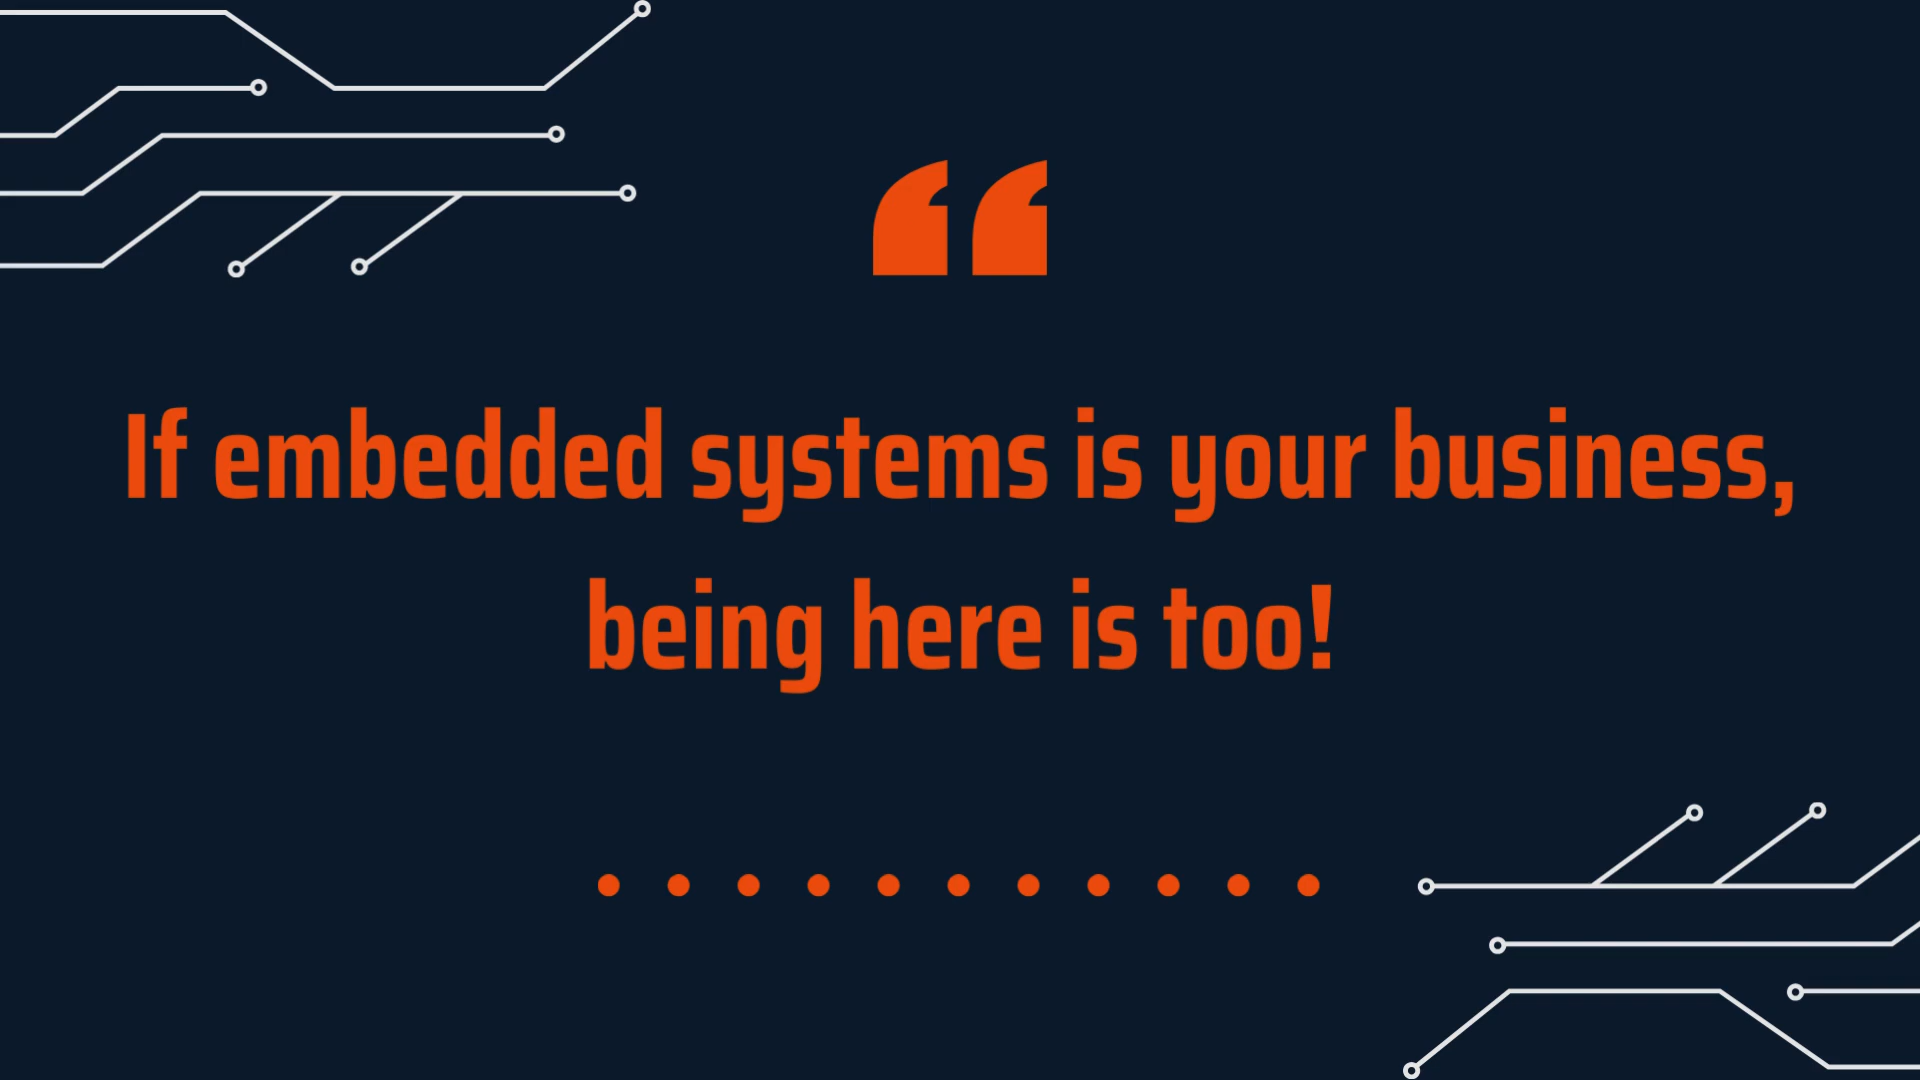 “
If embedded systems is your business,
being here is too!